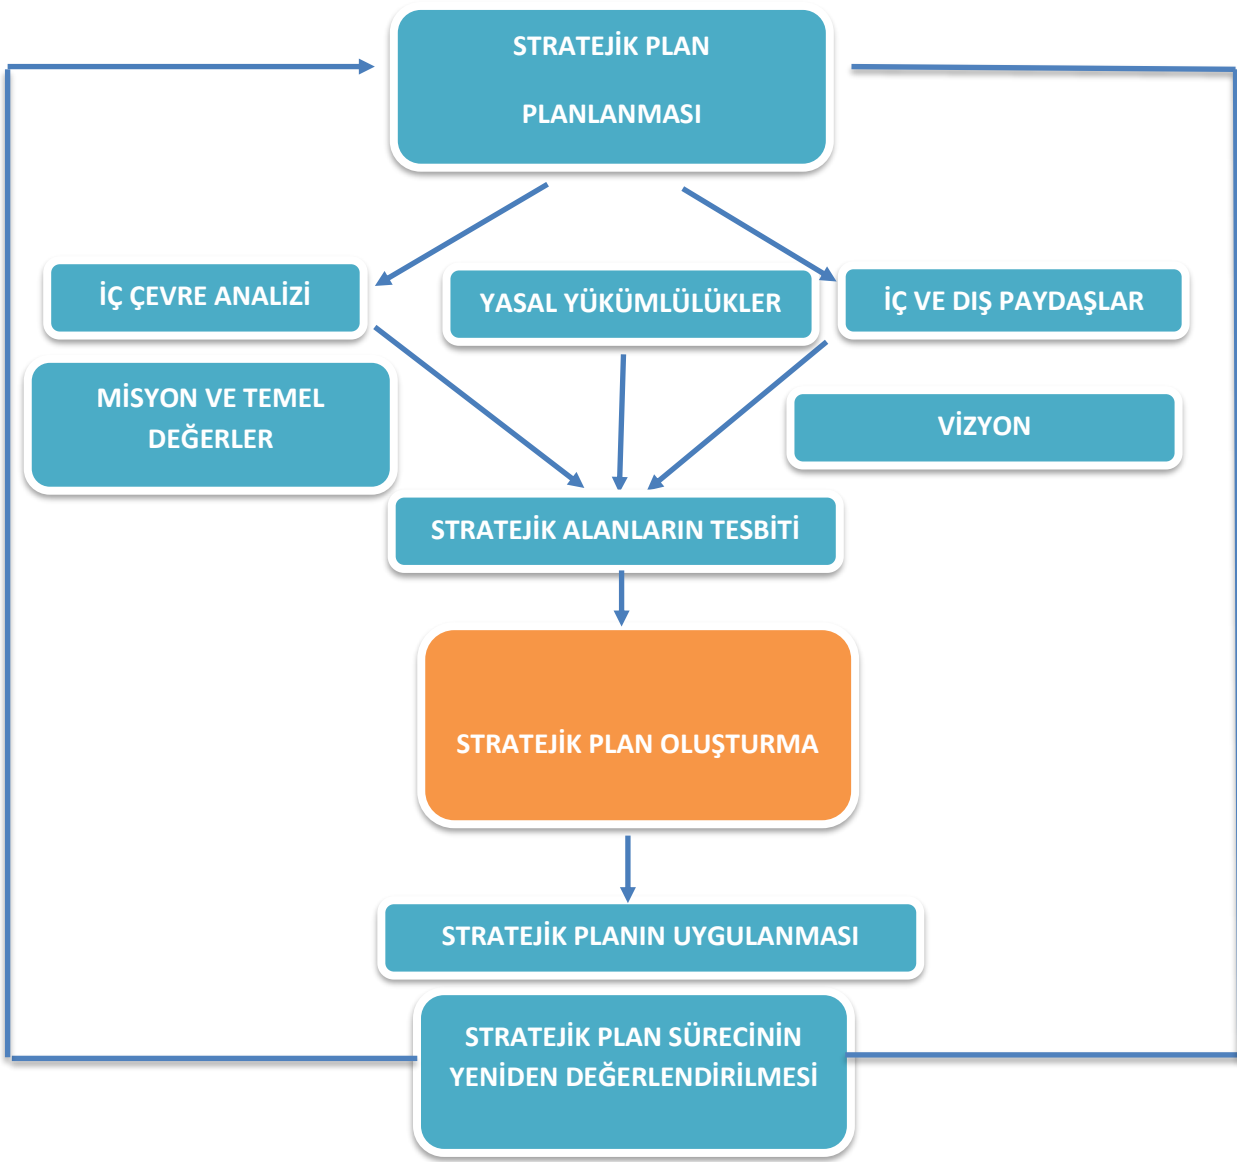 STRATEJİK PLAN
PLANLANMASI
İÇ ÇEVRE ANALİZİ
YASAL YÜKÜMLÜLÜKLER
İÇ VE DIŞ PAYDAŞLAR
MİSYON VE TEMEL
DEĞERLER
VİZYON
STRATEJİK ALANLARIN TESBİTİ
STRATEJİK PLAN OLUŞTURMA
STRATEJİK PLANIN UYGULANMASI
STRATEJİK PLAN SÜRECİNİN
YENİDEN DEĞERLENDİRİLMESİ